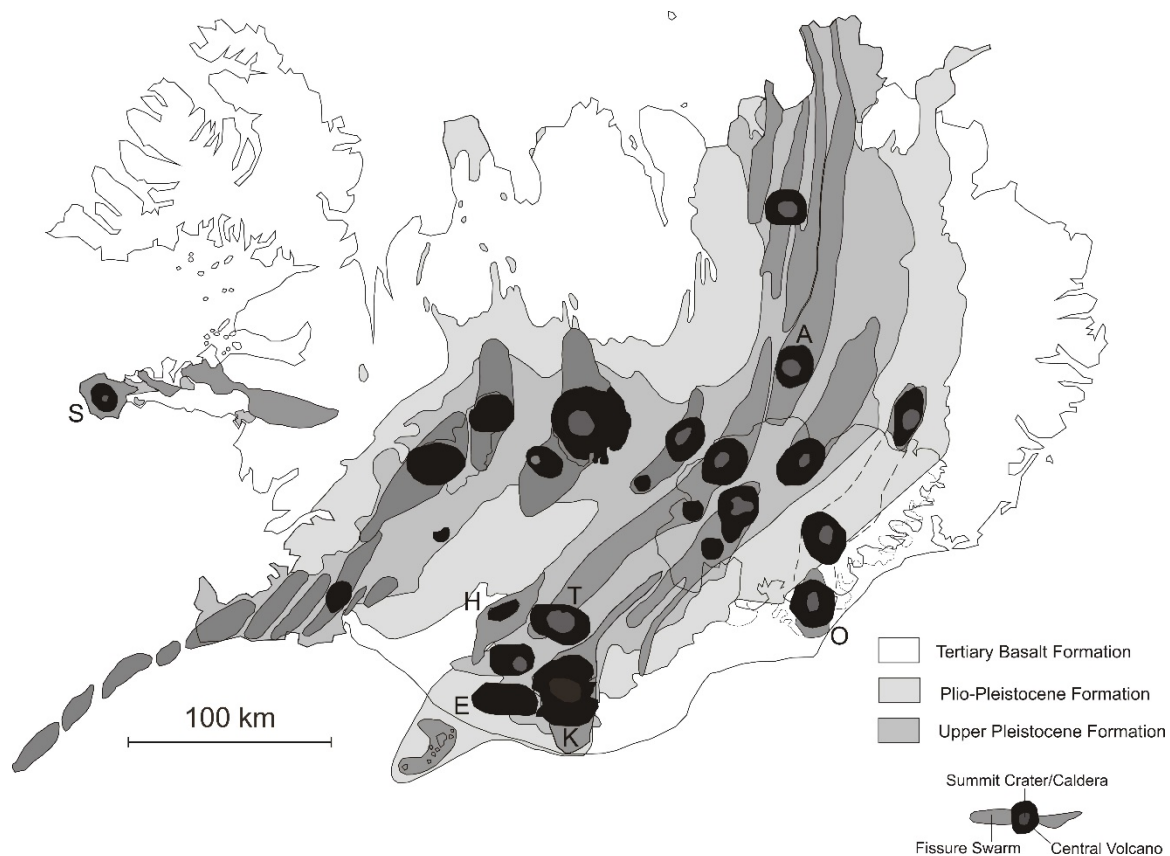 A
S
H
T
O
E
K
100 km
Tertiary Basalt Formation
Plio-Pleistocene Formation
Upper Pleistocene Formation
Summit Crater/Caldera
Fissure Swarm
Central Volcano